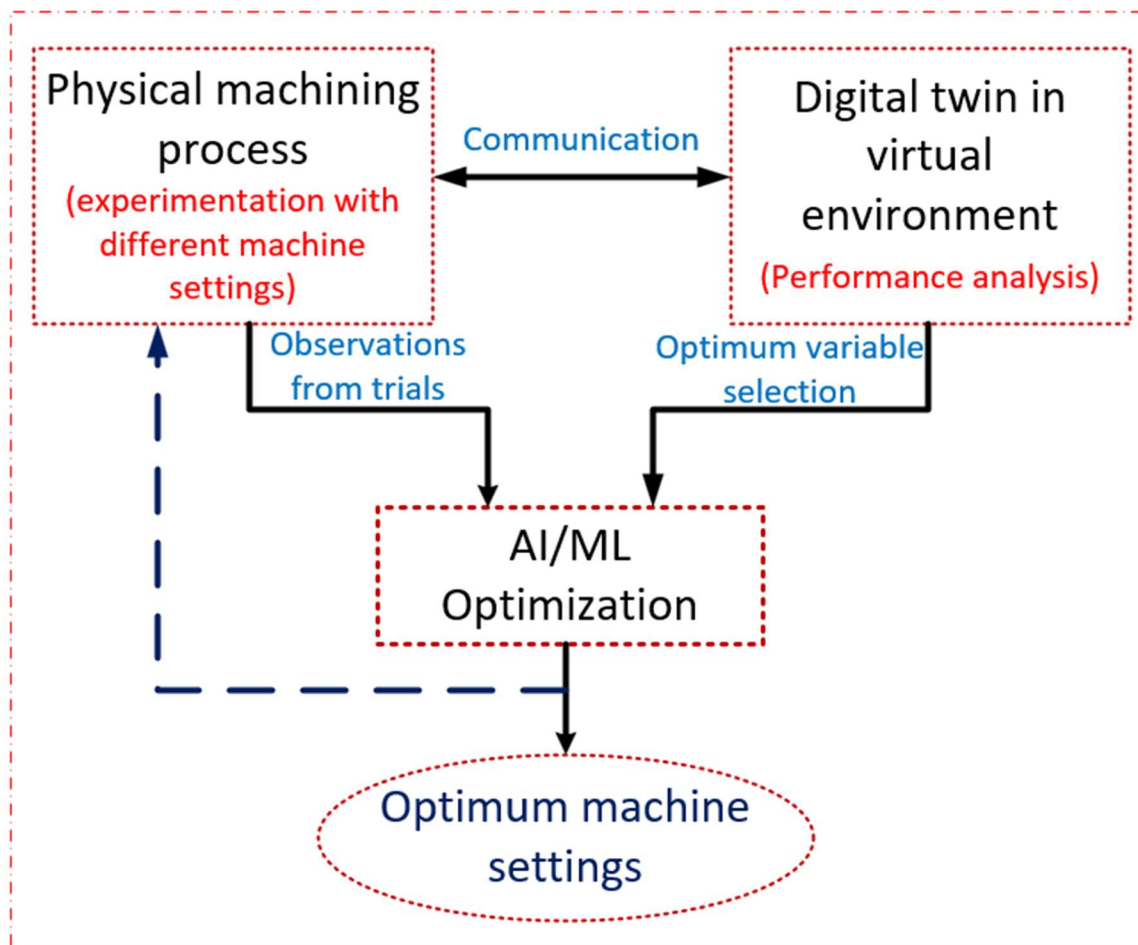 Physical machining
process
(experimentation with
different machine
settings)
Communication
Digital twin in
virtual
environment
(Performance analysis)
Observations
from trials
Optimum variable
selection
AI/ML
Optimization
Optimum machine
settings